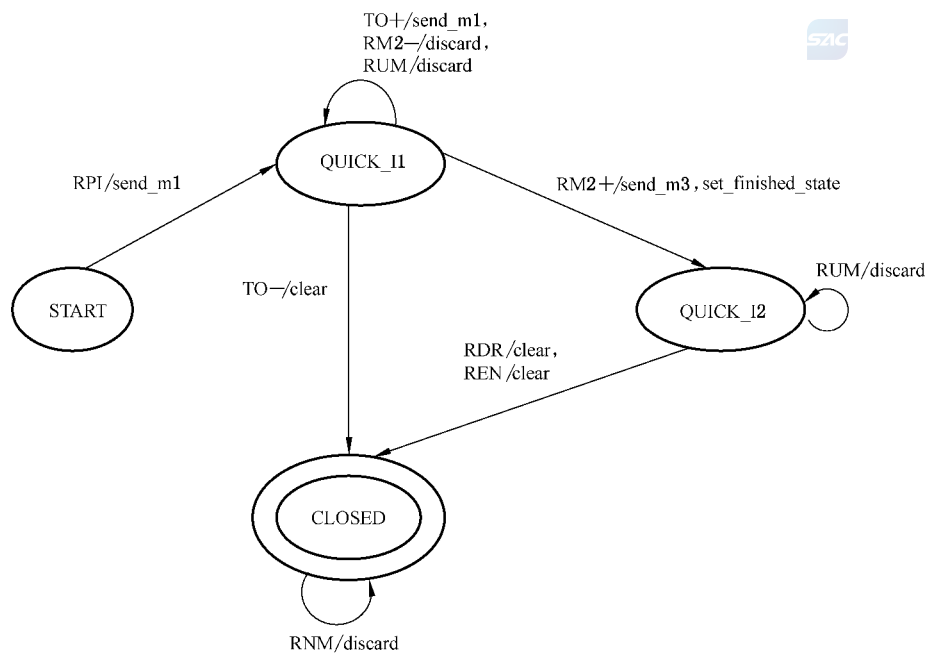 TO+/send_m1,
RM2−/discard,
RUM/discard
SZIC
QUICK_I1
RPI/send_m1
RM2+/send_m3,set_finished_state
RUM/discard
TO−/clear
START
QUICK_I2
RDR/clear,
REN/clear
CLOSED
RNM/discard